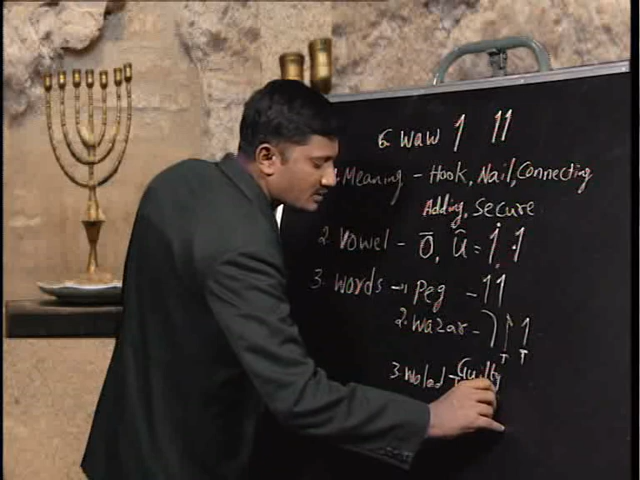 6. waw ו וו
1. Meaning - Hook, Nail, Connecting
Adding, Secure
2. Vowel - ō, û = וֹ, וּ
3. words → 1 Peg - וו
2. wazar - וָזָר
3. walad - Guilty